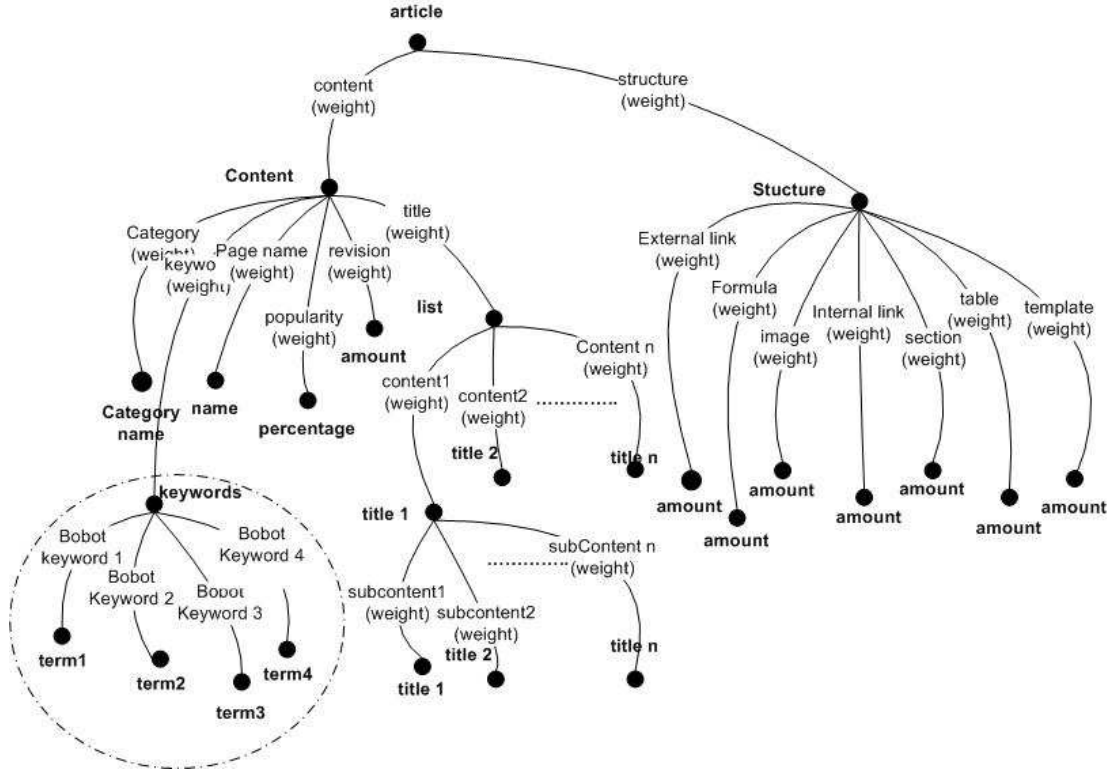 article
content
(weight)
structure
(weight)
Content
Stucture
Category
(weight)
keywo
(weight)
Page name
(weight)
popularity
(weight)
revision
(weight)
title
(weight)
Category
name
name
percentage
amount
list
content1
(weight)
content2
(weight)
Content n
(weight)
title 2
title n
External link
(weight)
Formula
(weight)
image
(weight)
Internal link
(weight)
section
(weight)
table
(weight)
template
(weight)
amount
amount
amount
amount
amount
amount
amount
keywords
Bobot
keyword 1
Bobot
Keyword 2
Bobot
Keyword 3
Bobot
Keyword 4
term1
term2
term3
term4
title 1
subcontent1
(weight)
subcontent2
(weight)
subContent n
(weight)
title 1
title 2
title n